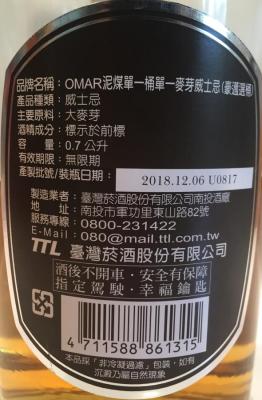 品牌名稱：OMAR泥煤單一桶單一麥芽威士忌(豪邁選桶)
產品種類：威士忌
主要原料：大麥芽
酒精成分：標示於前標
容　　量：0.7公升
有效期限：無限期
產製批號/裝瓶日期： 2018.12.06 U0817
製造業者：臺灣菸酒股份有限公司南投酒廠
地　　址：南投市軍功里東山路82號
服務專線：0800-231422
E-Mail：080@mail.ttl.com.tw
TTL 臺灣菸酒股份有限公司
酒後不開車·安全有保障
指定駕駛·幸福鑰匙
4 711588 861315
本品採「非冷凝過濾」包裝，如有
沉澱乃屬自然現象